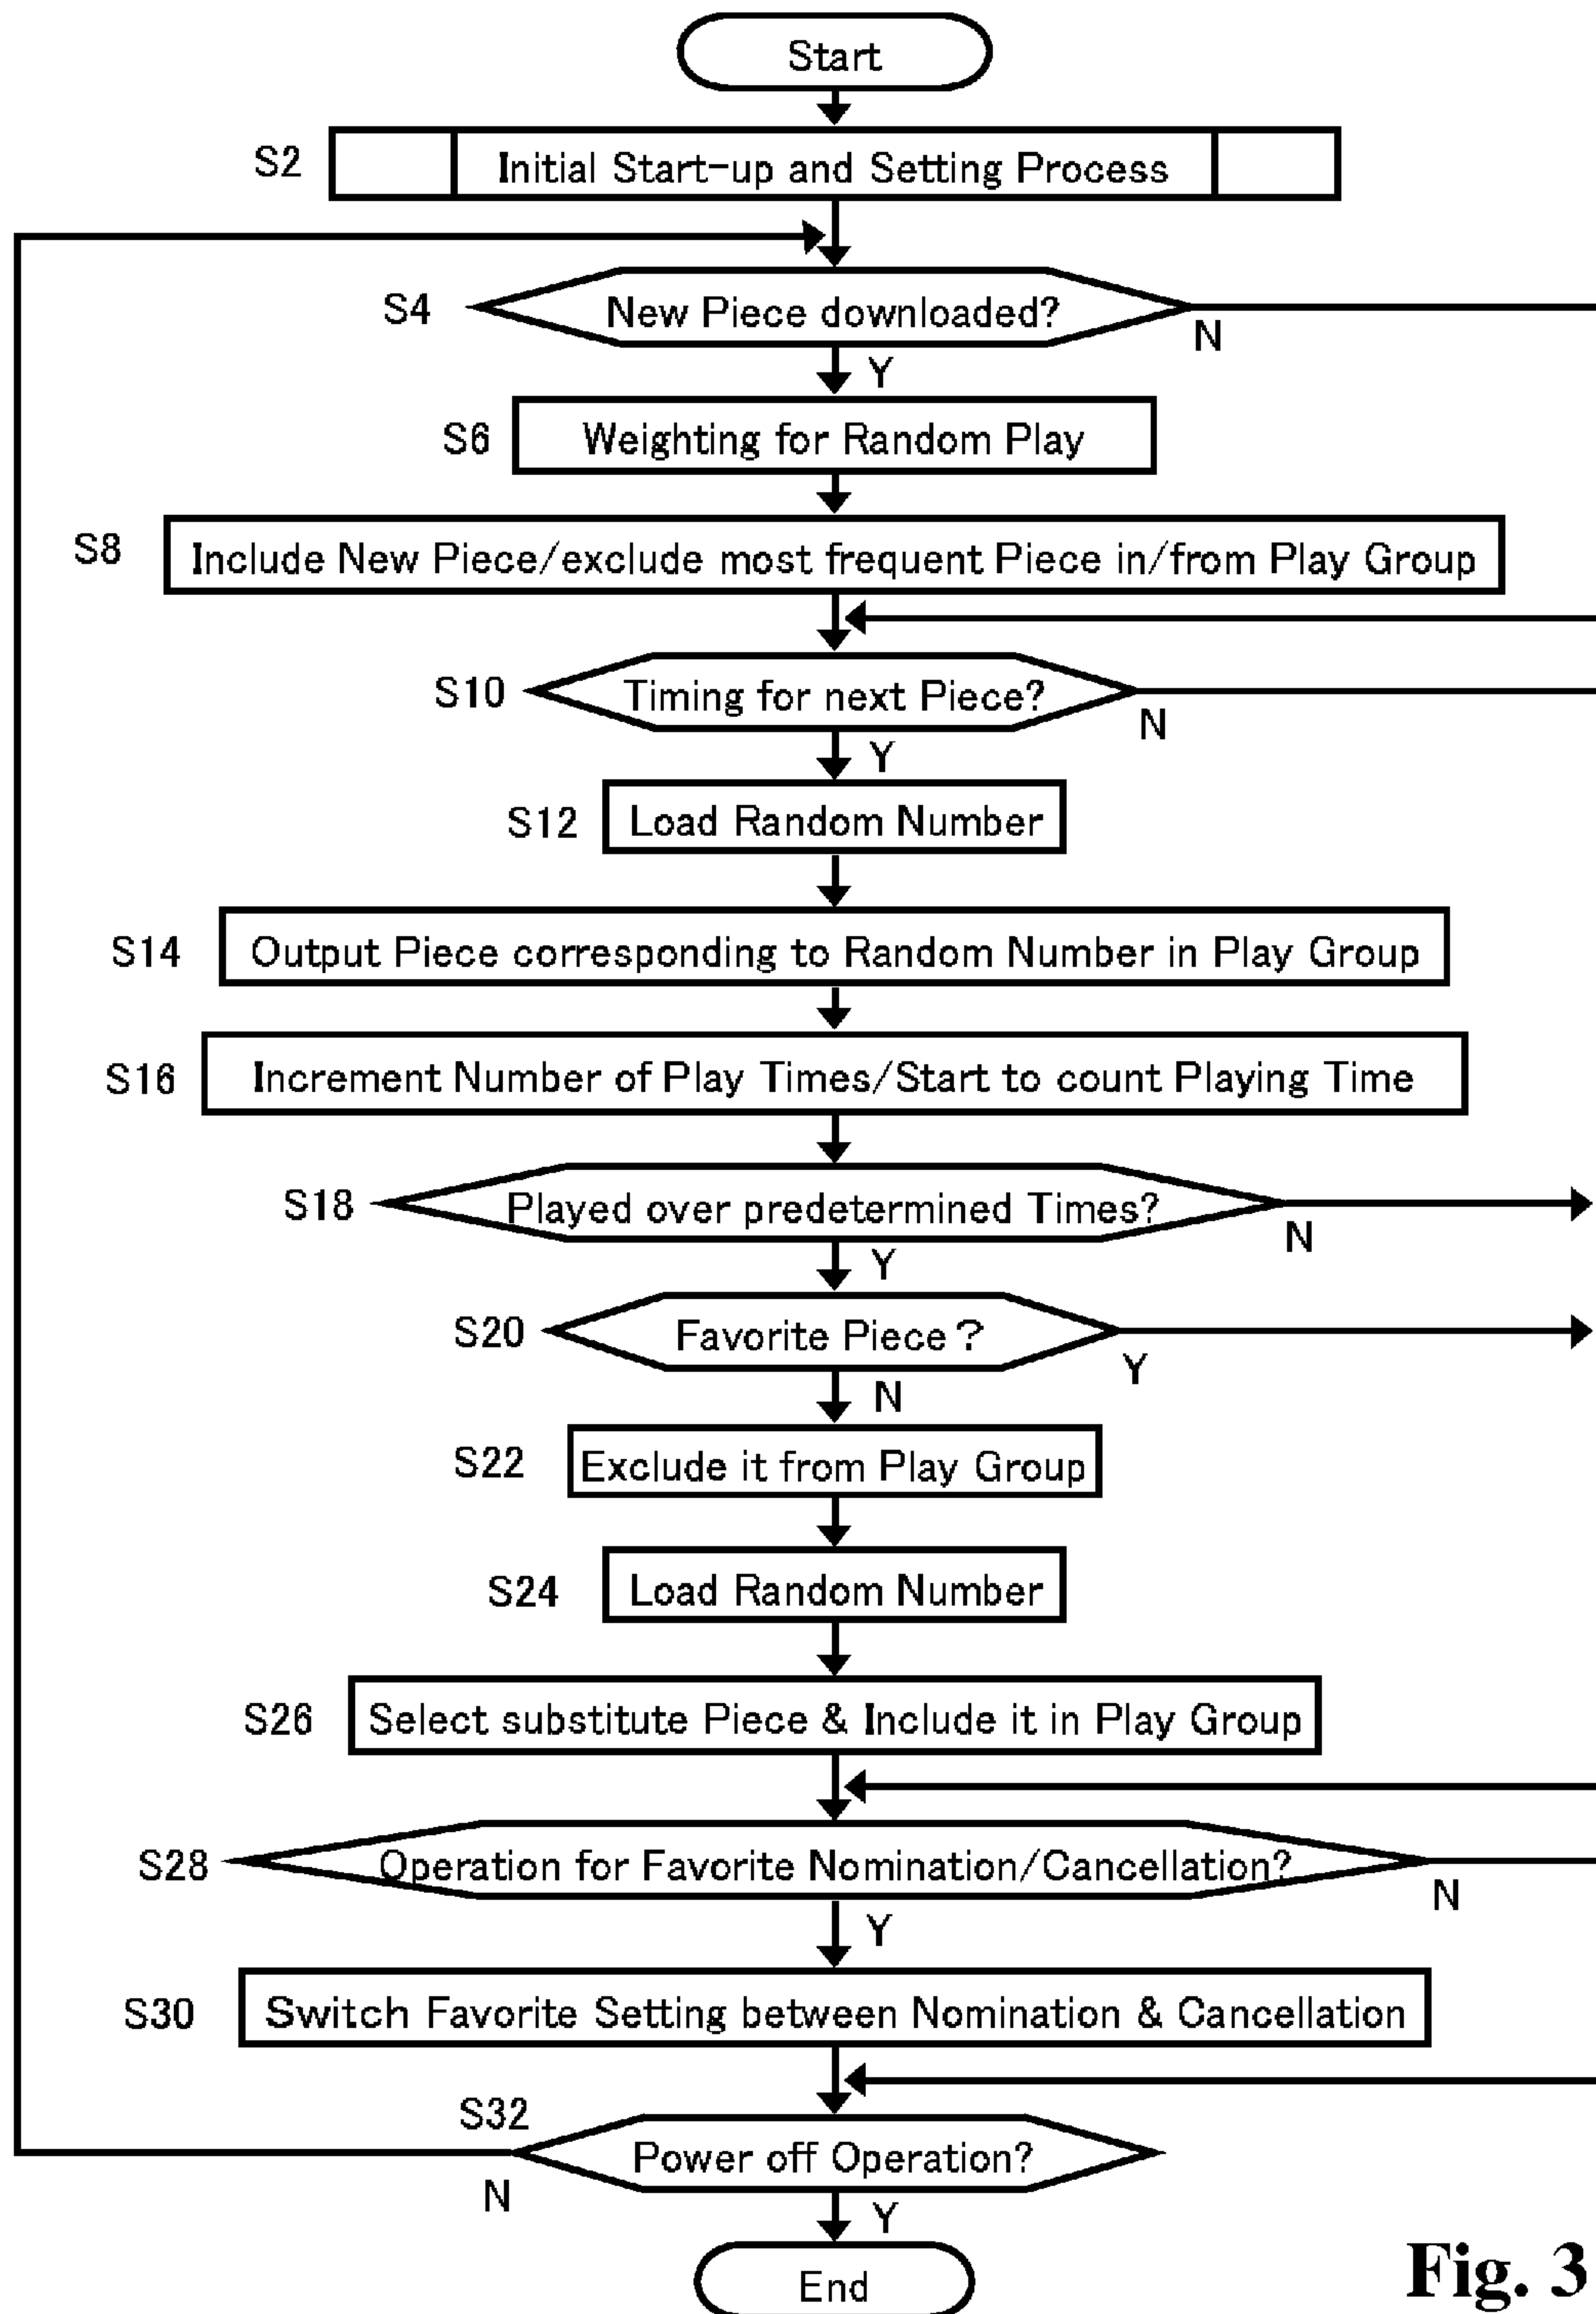 Start
S2 Initial Start-up and Setting Process
S4 New Piece downloaded?
N
Y
S6 Weighting for Random Play
S8 Include New Piece/exclude most frequent Piece in/from Play Group
S10 Timing for next Piece?
N
Y
S12 Load Random Number
S14 Output Piece corresponding to Random Number in Play Group
S16 Increment Number of Play Times/Start to count Playing Time
S18 Played over predetermined Times?
N
Y
S20 Favorite Piece?
Y
N
S22 Exclude it from Play Group
S24 Load Random Number
S26 Select substitute Piece & Include it in Play Group
S28 Operation for Favorite Nomination/Cancellation?
N
Y
S30 Switch Favorite Setting between Nomination & Cancellation
S32 Power off Operation?
N
Y
End
Fig. 3